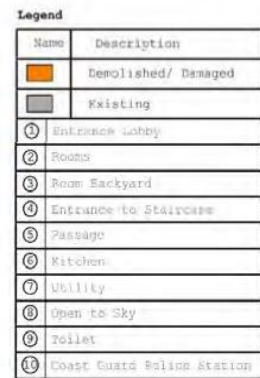 Legend
Name Description
Demolished/ Damaged
Existing
1 Entrance Lobby
2 Rooms
3 Room Backyard
4 Entrance to Staircase
5 Passage
6 Kitchen
7 Utility
8 Open to Sky
9 Toilet
10 Coast Guard Police Station